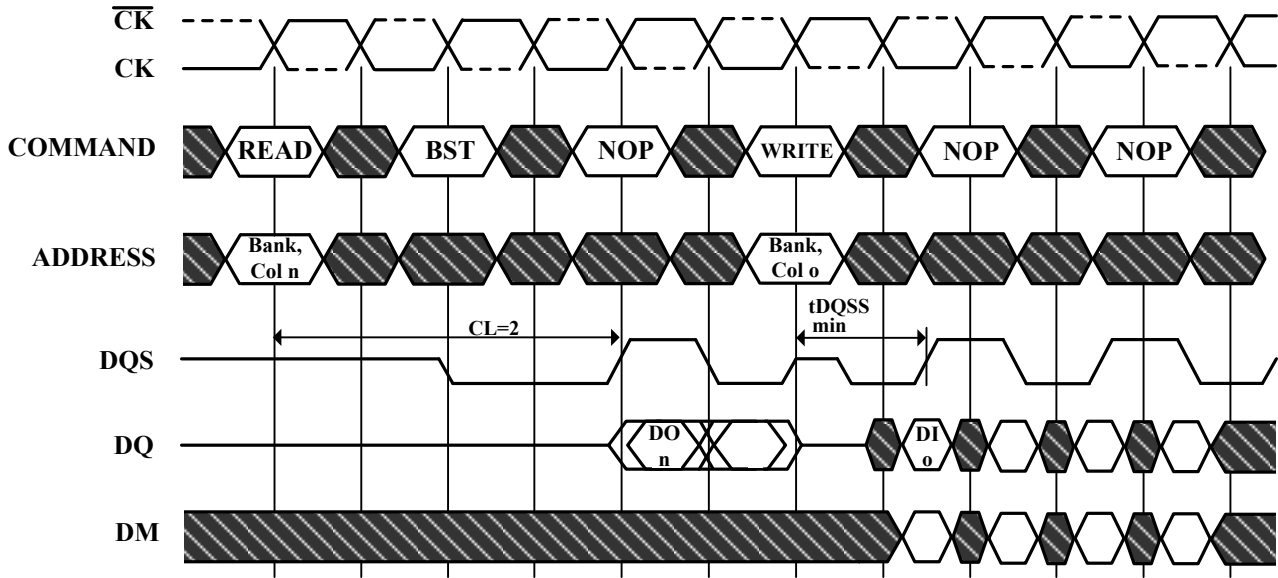 CK
CK
COMMAND
READ
BST
NOP
WRITE
NOP
NOP
ADDRESS
Bank,
Col n
Bank,
Col o
CL=2
tDQSS
min
DQS
DQ
DO
n
DI
o
DM